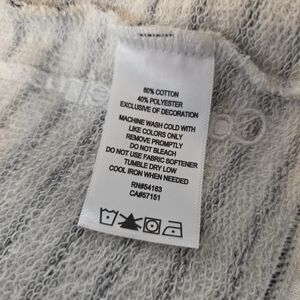 60% COTTON
40% POLYESTER
EXCLUSIVE OF DECORATION
MACHINE WASH COLD WITH
LIKE COLORS ONLY
REMOVE PROMPTLY
DO NOT BLEACH
DO NOT USE FABRIC SOFTENER
TUMBLE DRY LOW
COOL IRON WHEN NEEDED
RN#54163
CA#57151